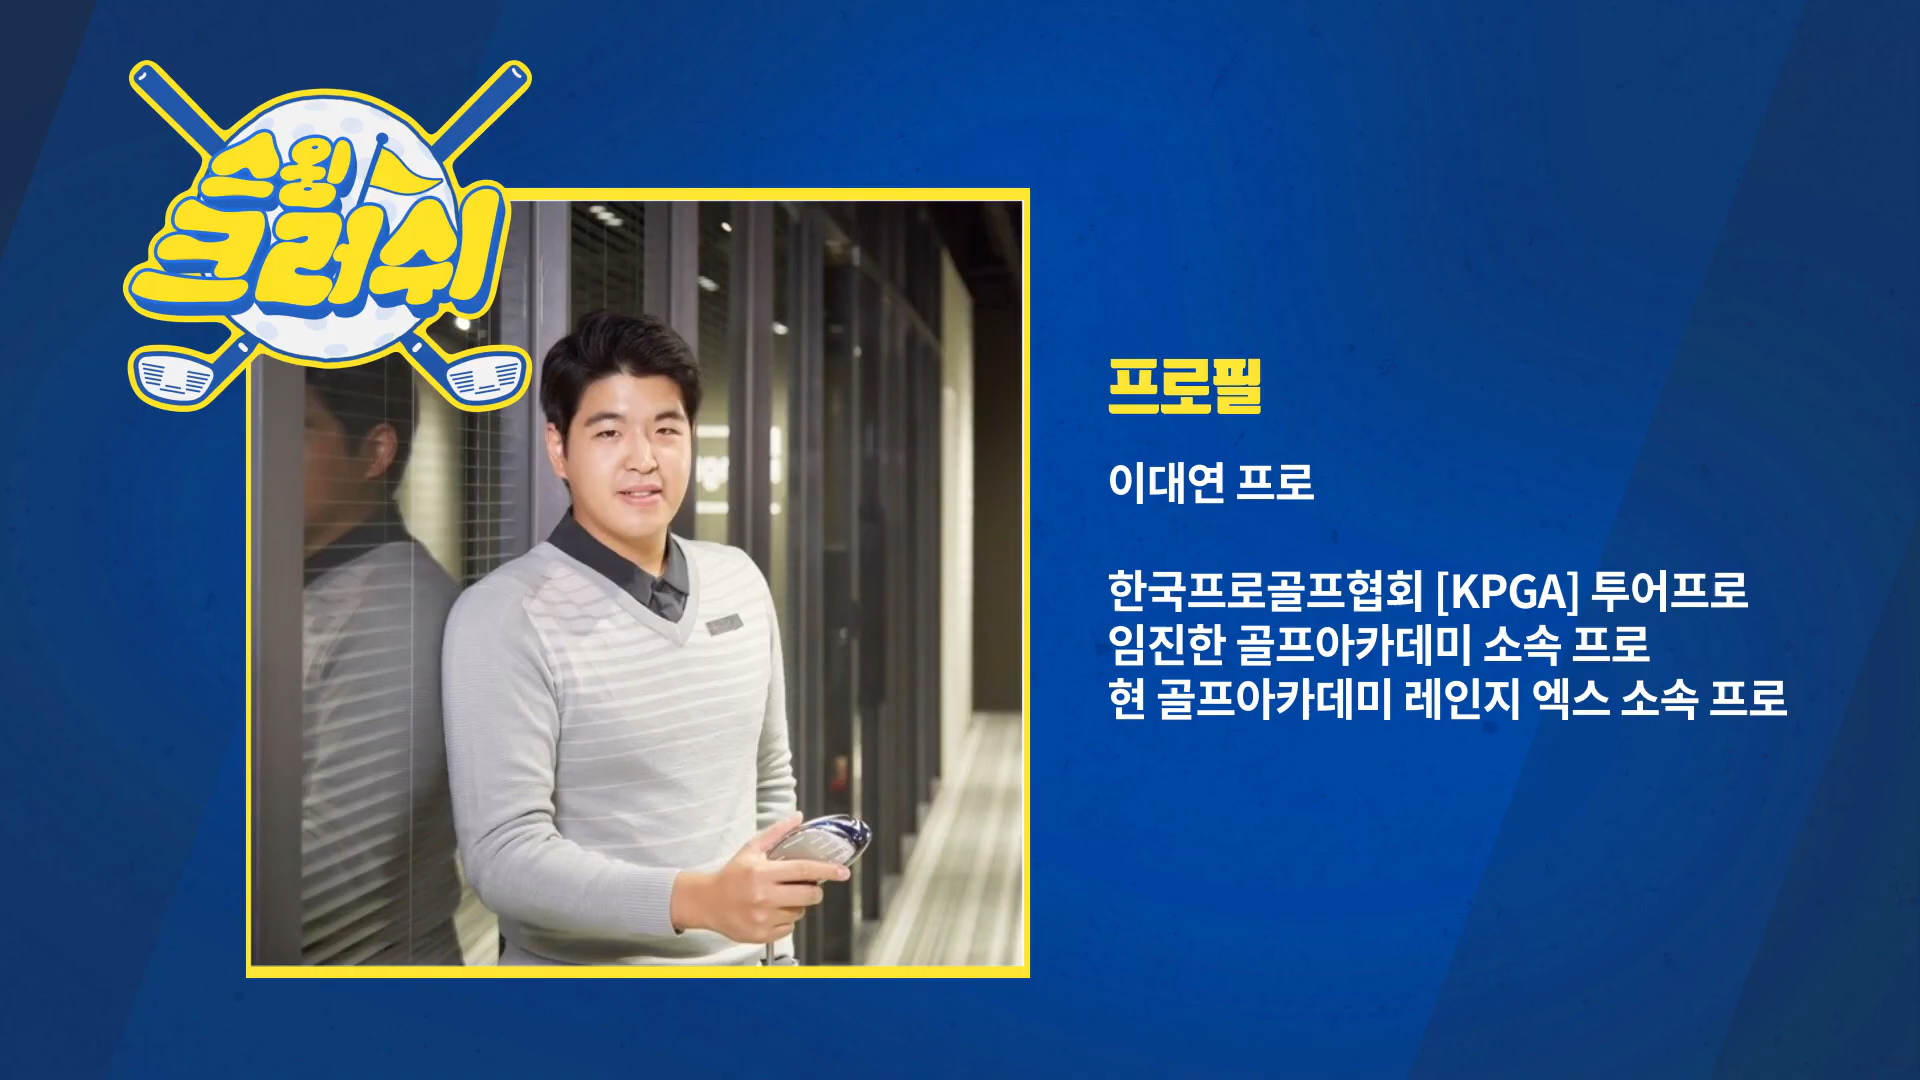 스윙
크러쉬
프로필
이대연 프로
한국프로골프협회 [KPGA] 투어프로
임진한 골프아카데미 소속 프로
현 골프아카데미 레인지 엑스 소속 프로